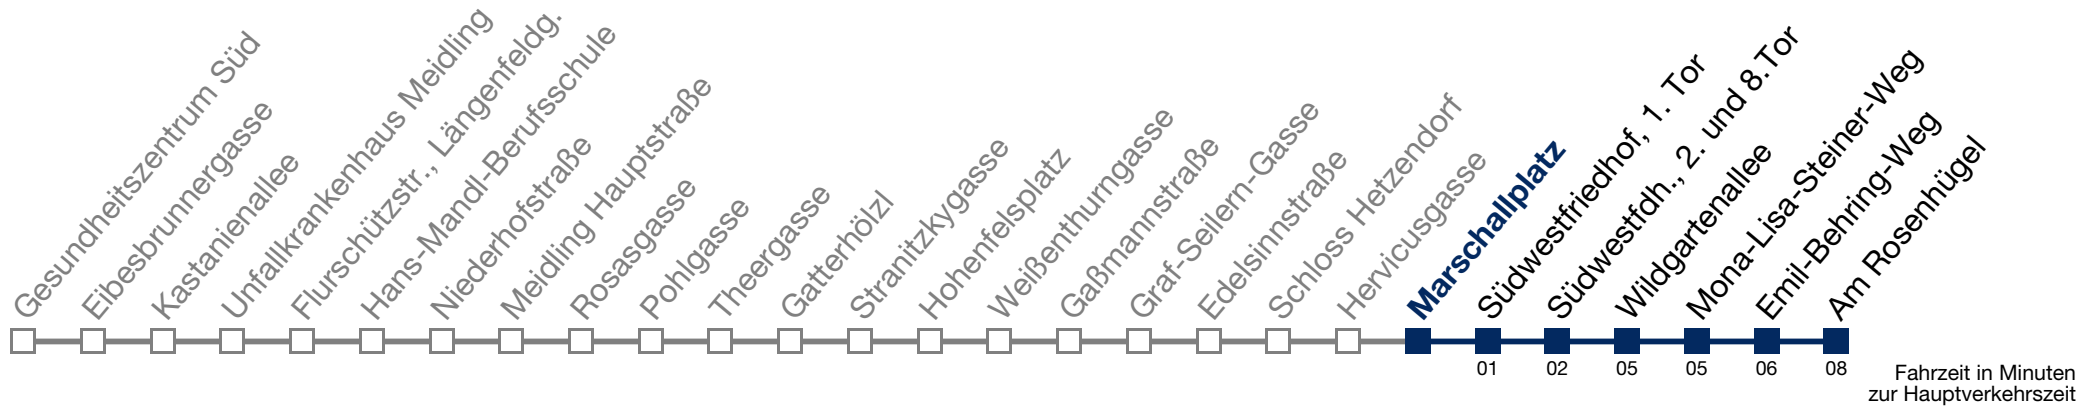 Gesundheitszentrum Süd
Eibesbrunnergasse
Kastanienallee
Unfallkrankenhaus Meidling
Flurschützstr., Längenfeldg.
Hans-Mandl-Berufsschule
Niederhofstraße
Meidling Hauptstraße
Rosasgasse
Pohlgasse
Theergasse
Gatterhölzl
Stranitzkygasse
Hohenfelsplatz
Weißenthurngasse
Gaßmannstraße
Graf-Seilern-Gasse
Edelsinnstraße
Schloss Hetzendorf
Hervicusgasse
Marschallplatz
Südwestfriedhof, 1. Tor
Südwestfdh., 2. und 8.Tor
Wildgartenallee
Mona-Lisa-Steiner-Weg
Emil-Behring-Weg
Am Rosenhügel
01 02 05 05 06 08
Fahrzeit in Minuten
zur Hauptverkehrszeit